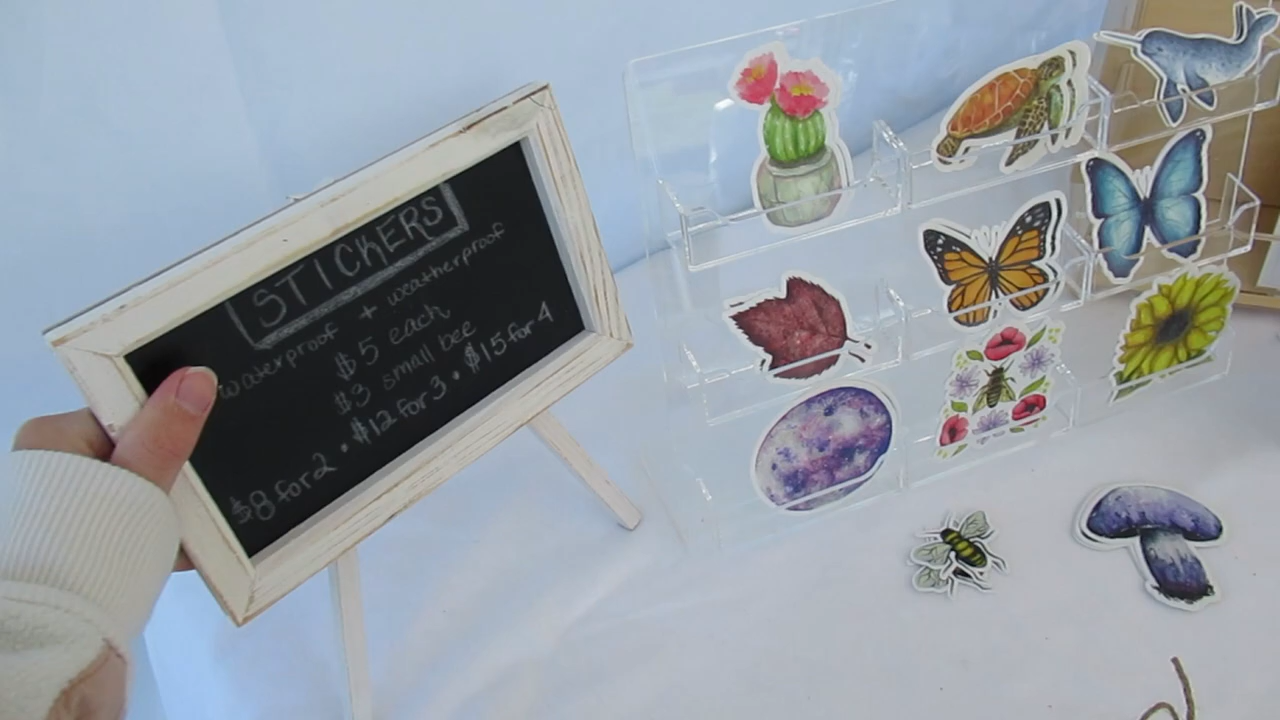 STICKERS
waterproof + weatherproof
$5 each
$3 small bee
$8 for 2 • $12 for 3 • $15 for 4